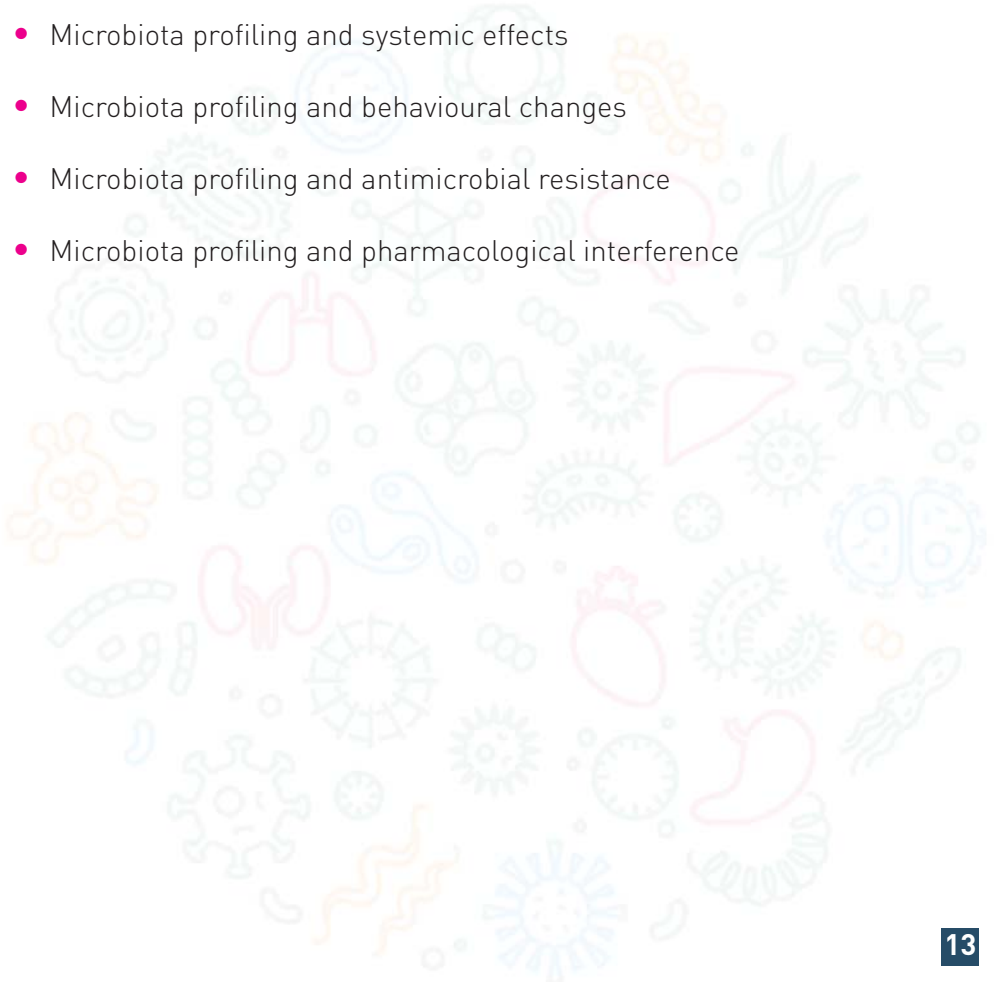 • Microbiota profiling and systemic effects
• Microbiota profiling and behavioural changes
• Microbiota profiling and antimicrobial resistance
• Microbiota profiling and pharmacological interference
13